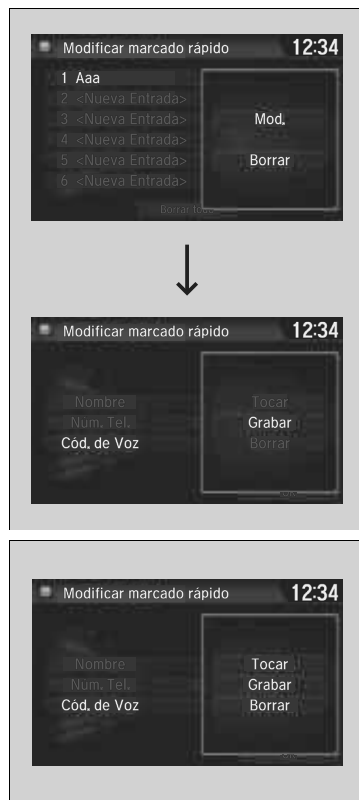 Modificar marcado rápido 12:34
1 Aaa
2 <Nueva Entrada>
3 <Nueva Entrada>
4 <Nueva Entrada>
5 <Nueva Entrada>
6 <Nueva Entrada>
Mod.
Borrar
Borrar todo
Modificar marcado rápido 12:34
Nombre
Núm. Tel.
Cód. de Voz
Tocar
Grabar
Borrar
Modificar marcado rápido 12:34
Nombre
Núm. Tel.
Cód. de Voz
Tocar
Grabar
Borrar